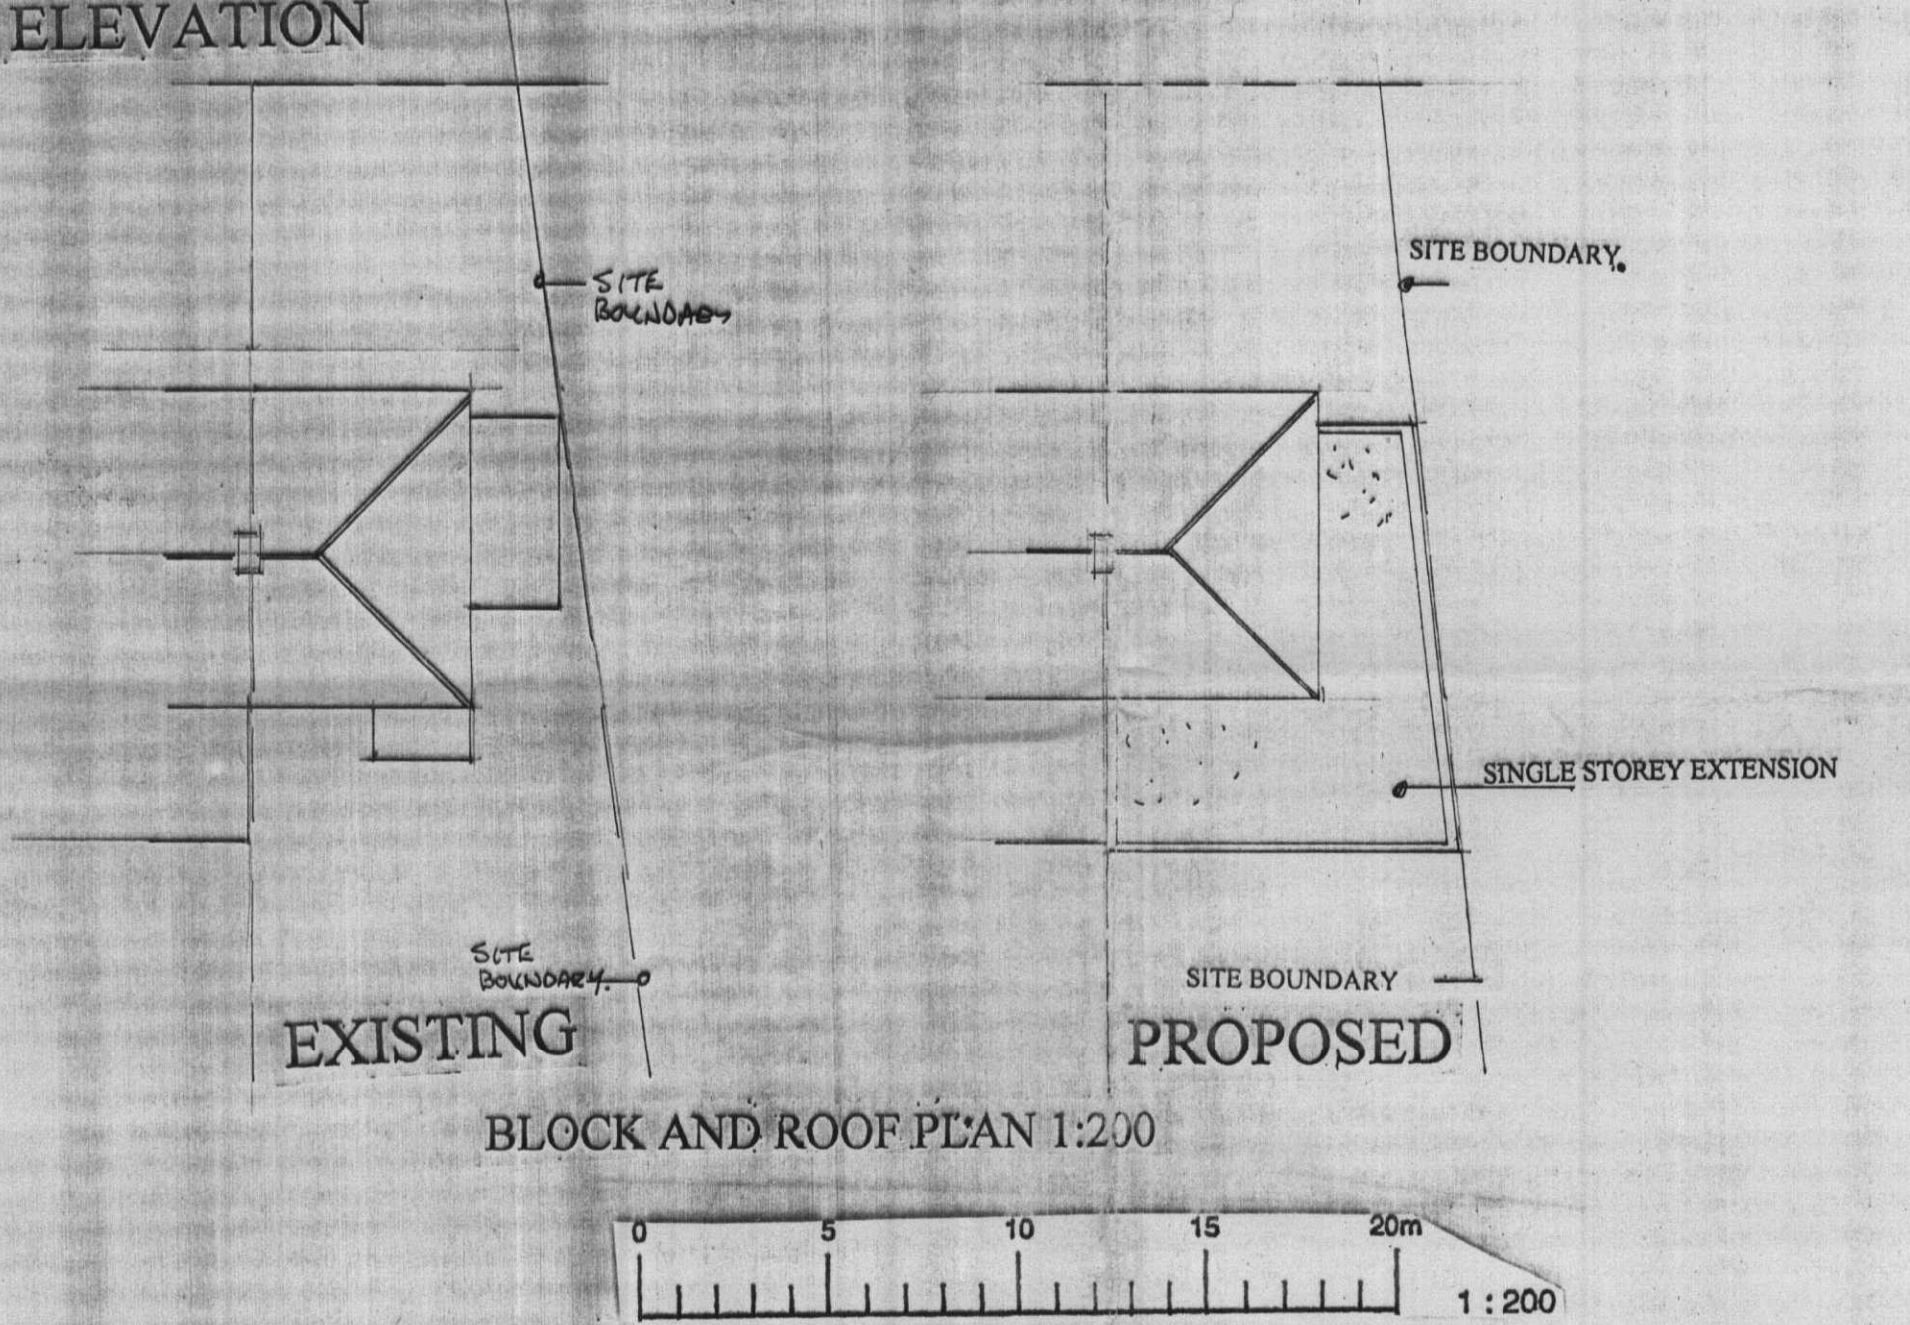 ELEVATION
SITE BOUNDARY.
SITE
BOUNDARY
SINGLE STOREY EXTENSION
SITE
BOUNDARY.
SITE BOUNDARY
EXISTING
PROPOSED
BLOCK AND ROOF PLAN 1:200
0 5 10 15 20m
1 : 200